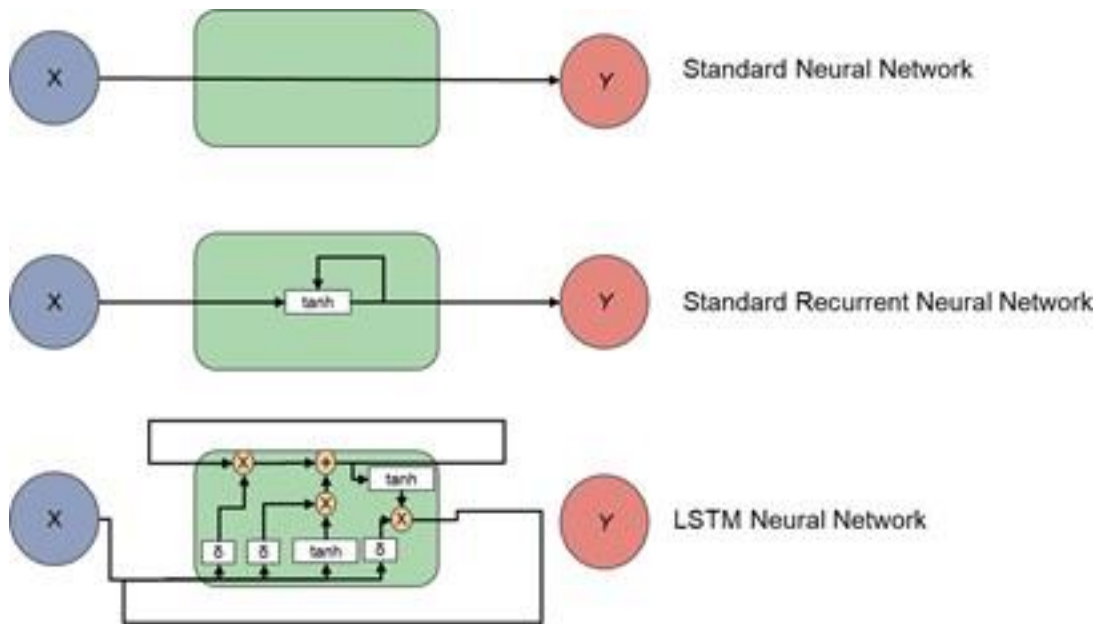 X
Y
Standard Neural Network
X
tanh
Y
Standard Recurrent Neural Network
X
+
tanh
X
X
X
δ
δ
tanh
δ
Y
LSTM Neural Network